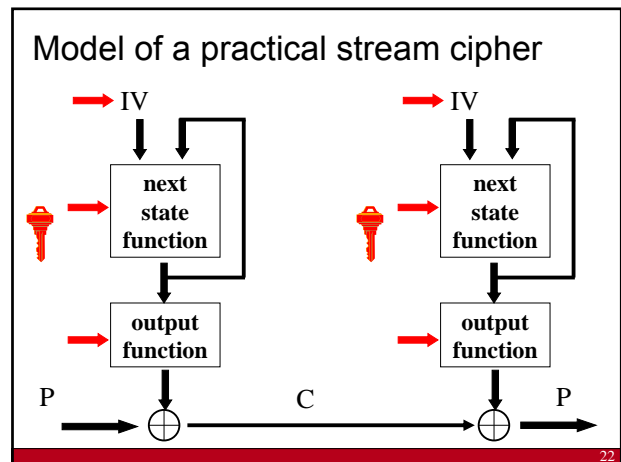 Model of a practical stream cipher
IV
next
state
function
output
function
P
IV
next
state
function
output
function
C
P
22